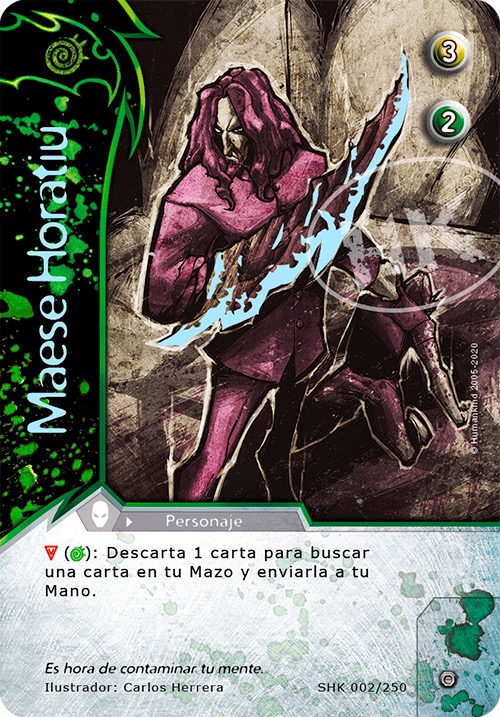 3
2
Maese Horatiu
HK
© Humankind 2005-2020
Personaje
(): Descarta 1 carta para buscar
una carta en tu Mazo y enviarla a tu
Mano.
Es hora de contaminar tu mente.
Ilustrador: Carlos Herrera
SHK 002/250